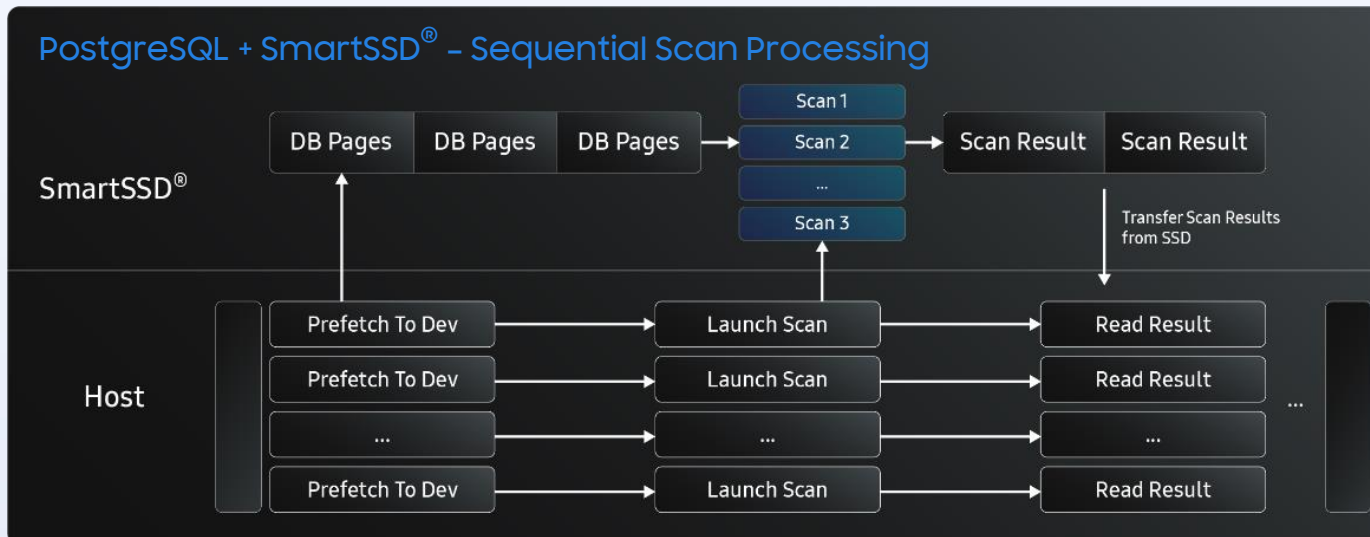 PostgreSQL + SmartSSD® – Sequential Scan Processing
SmartSSD®
DB Pages
DB Pages
DB Pages
Scan 1
Scan 2
...
Scan 3
Scan Result
Scan Result
Transfer Scan Results
from SSD
Host
Prefetch To Dev
Launch Scan
Read Result
Prefetch To Dev
Launch Scan
Read Result
...
...
...
...
Prefetch To Dev
Launch Scan
Read Result